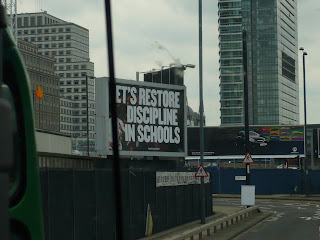 ET'S RESTORE
DISCIPLINE
IN SCHOOLS